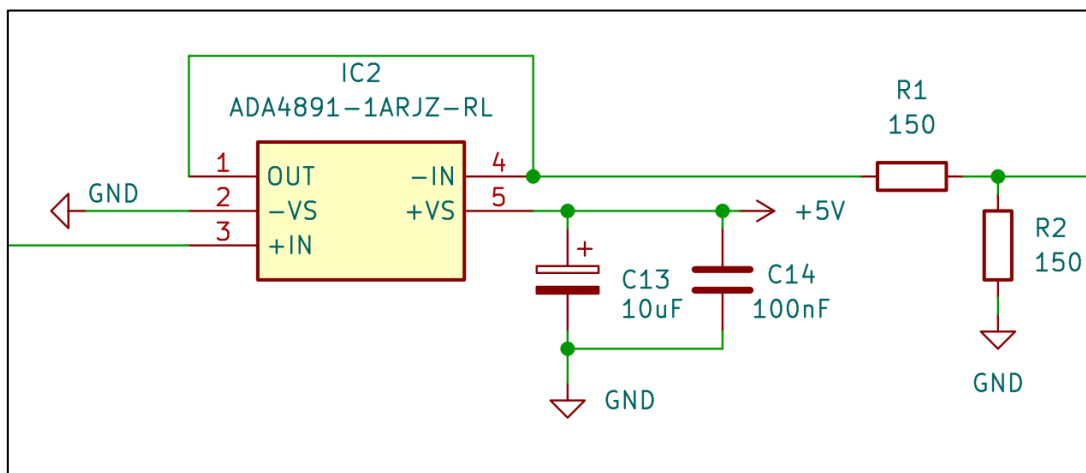 IC2
ADA4891-1ARJZ-RL
R1
150
1 OUT -IN 4
GND 2 -VS +VS 5 +5V
3 +IN
R2
150
+ C13
10uF
C14
100nF
GND
GND